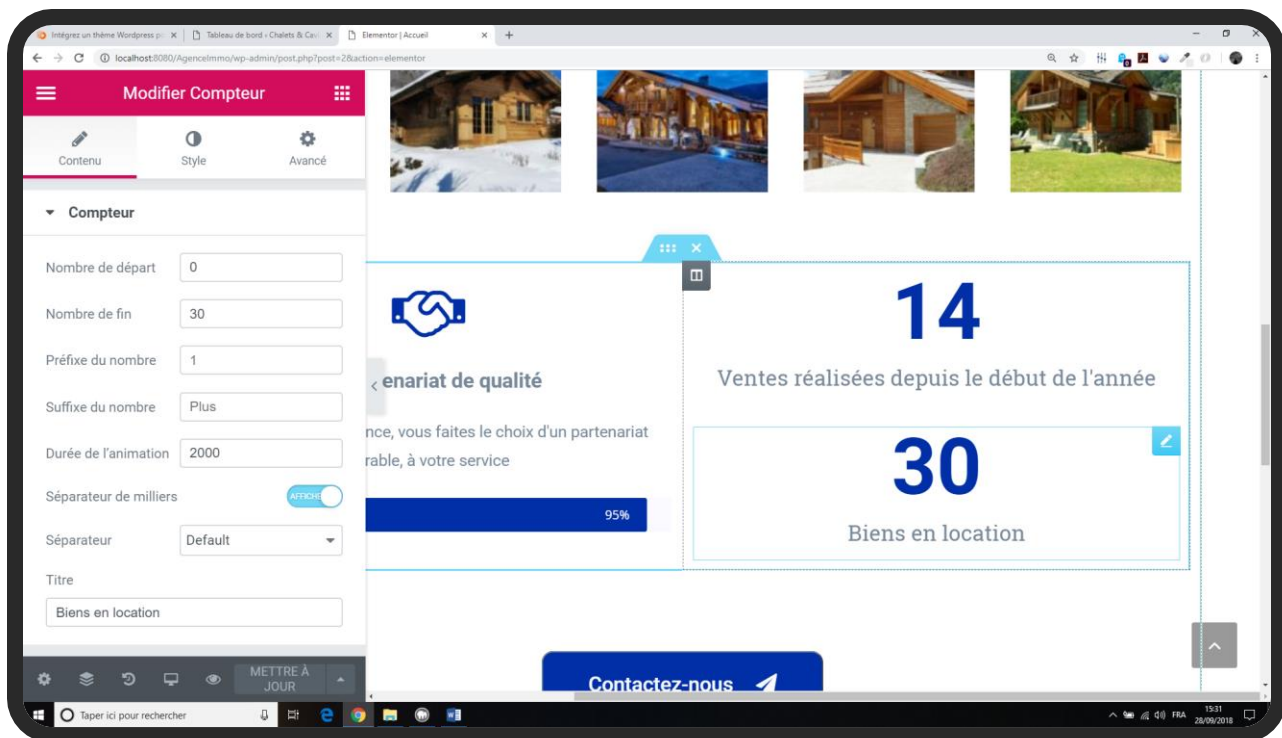 Intégrez un thème Wordpress p
Tableau de bord ‹ Chalets & Cavi
Elementor | Accueil
localhost:8080/AgenceImmo/wp-admin/post.php?post=2&action=elementor
Modifier Compteur
Contenu
Style
Avancé
Compteur
Nombre de départ 0
Nombre de fin 30
Préfixe du nombre 1
Suffixe du nombre Plus
Durée de l'animation 2000
Séparateur de milliers AFFICHE
Séparateur Default
Titre
Biens en location
METTRE À
JOUR
enariat de qualité
nce, vous faites le choix d'un partenariat
rable, à votre service
95%
14
Ventes réalisées depuis le début de l'année
30
Biens en location
Contactez-nous
Taper ici pour rechercher
FRA
15:31
28/09/2018